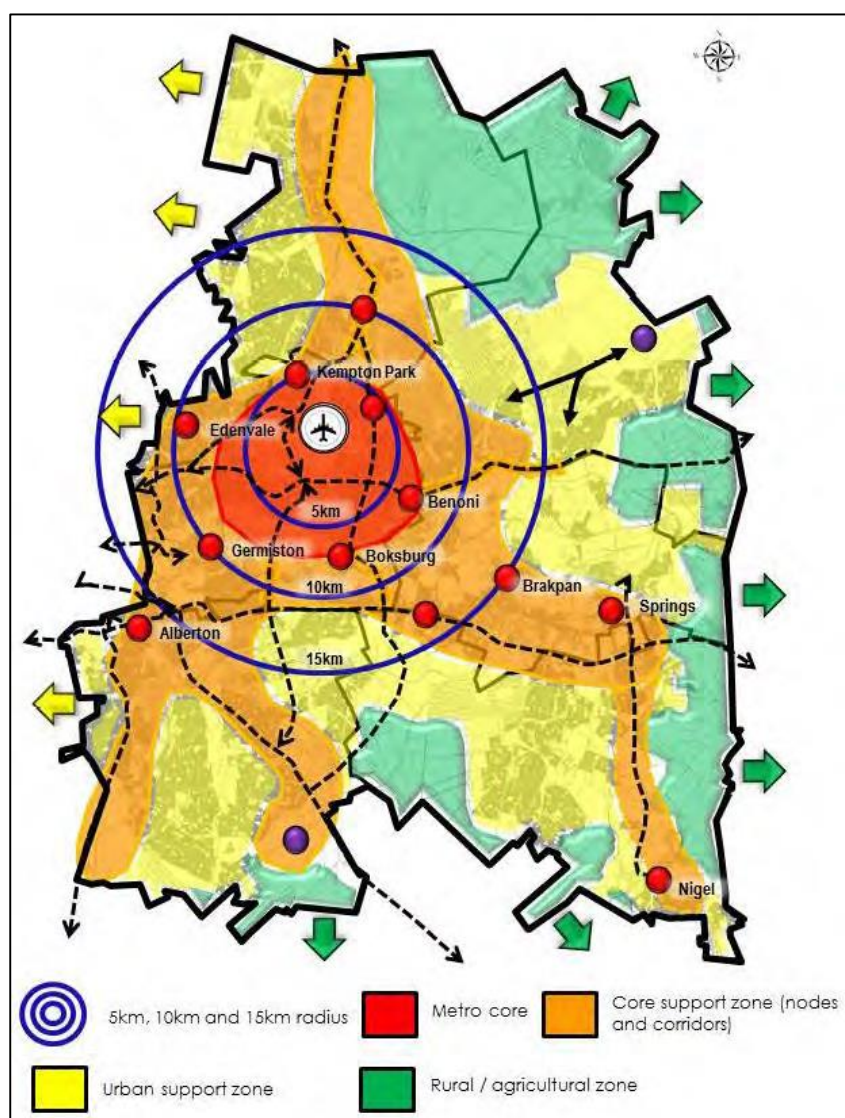 Kempton Park
Edenvale
5km
Benoni
Germiston
Boksburg
10km
Brakpan
Springs
Alberton
15km
Nigel
5km, 10km and 15km radius
Metro core
Core support zone (nodes
and corridors)
Urban support zone
Rural / agricultural zone